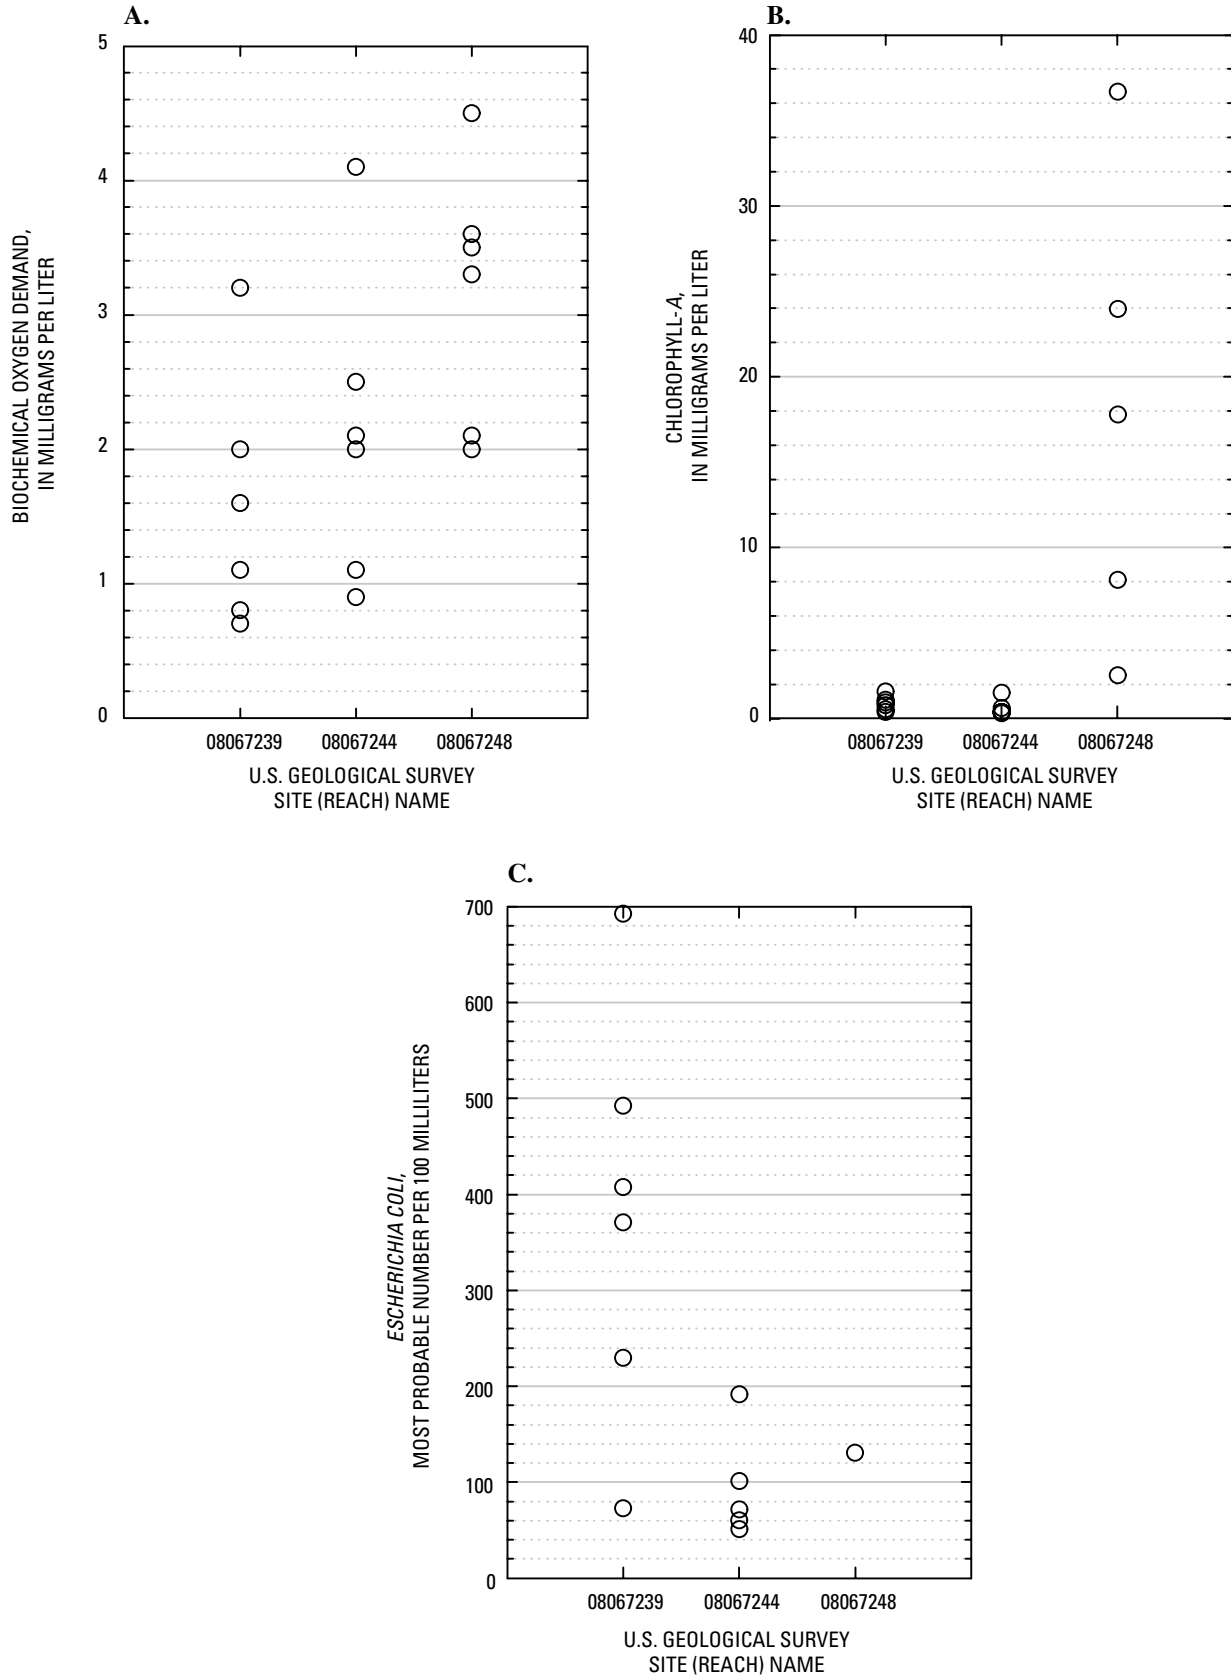 A.
5
4
3
2
1
0
BIOCHEMICAL OXYGEN DEMAND,
IN MILLIGRAMS PER LITER
08067239 08067244 08067248
U.S. GEOLOGICAL SURVEY
SITE (REACH) NAME
B.
40
30
20
10
0
CHLOROPHYLL-A,
IN MILLIGRAMS PER LITER
08067239 08067244 08067248
U.S. GEOLOGICAL SURVEY
SITE (REACH) NAME
C.
700
600
500
400
300
200
100
0
ESCHERICHIA COLI,
MOST PROBABLE NUMBER PER 100 MILLILITERS
08067239 08067244 08067248
U.S. GEOLOGICAL SURVEY
SITE (REACH) NAME